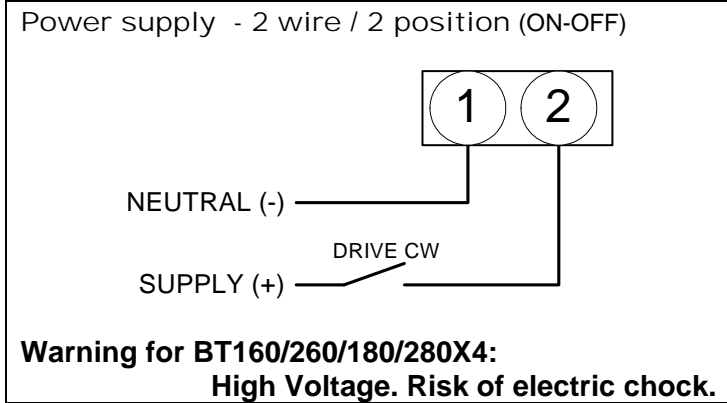 Power supply - 2 wire / 2 position (ON-OFF)
1 2
NEUTRAL (-)
DRIVE CW
SUPPLY (+)
Warning for BT160/260/180/280X4:
High Voltage. Risk of electric chock.